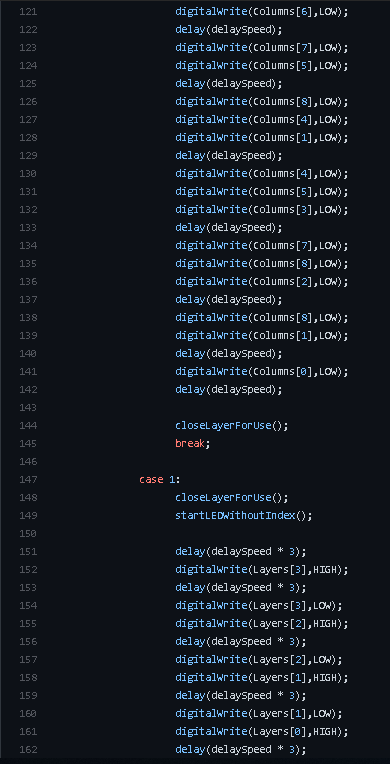 121 digitalWrite(Columns[6],LOW);
122 delay(delaySpeed);
123 digitalWrite(Columns[7],LOW);
124 digitalWrite(Columns[5],LOW);
125 delay(delaySpeed);
126 digitalWrite(Columns[8],LOW);
127 digitalWrite(Columns[4],LOW);
128 digitalWrite(Columns[1],LOW);
129 delay(delaySpeed);
130 digitalWrite(Columns[4],LOW);
131 digitalWrite(Columns[5],LOW);
132 digitalWrite(Columns[3],LOW);
133 delay(delaySpeed);
134 digitalWrite(Columns[7],LOW);
135 digitalWrite(Columns[8],LOW);
136 digitalWrite(Columns[2],LOW);
137 delay(delaySpeed);
138 digitalWrite(Columns[8],LOW);
139 digitalWrite(Columns[1],LOW);
140 delay(delaySpeed);
141 digitalWrite(Columns[0],LOW);
142 delay(delaySpeed);
143
144 closeLayerForUse();
145 break;
146
147 case 1:
148 closeLayerForUse();
149 startLEDWithoutIndex();
150
151 delay(delaySpeed * 3);
152 digitalWrite(Layers[3],HIGH);
153 delay(delaySpeed * 3);
154 digitalWrite(Layers[3],LOW);
155 digitalWrite(Layers[2],HIGH);
156 delay(delaySpeed * 3);
157 digitalWrite(Layers[2],LOW);
158 digitalWrite(Layers[1],HIGH);
159 delay(delaySpeed * 3);
160 digitalWrite(Layers[1],LOW);
161 digitalWrite(Layers[0],HIGH);
162 delay(delaySpeed * 3);